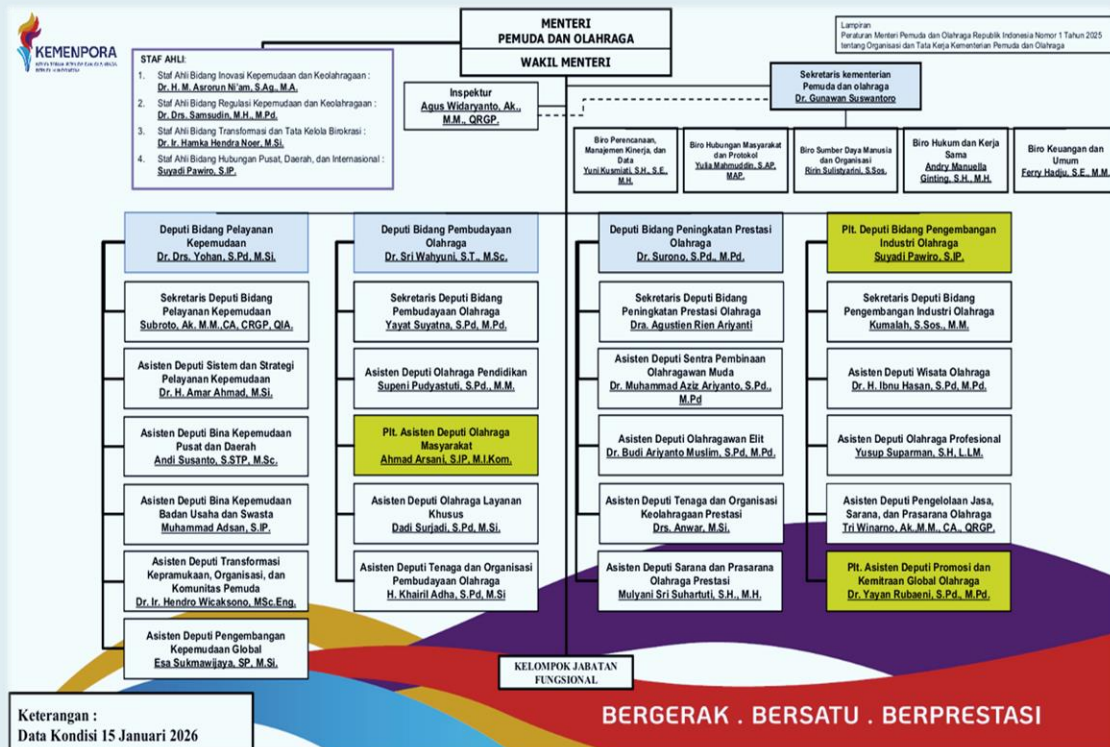 KEMENPORA
MENTERI
PEMUDA DAN OLAHRAGA
WAKIL MENTERI
Lampiran
Peraturan Menteri Pemuda dan Olahraga Republik Indonesia Nomor 1 Tahun 2025
tentang Organisasi dan Tata Kerja Kementerian Pemuda dan Olahraga
STAF AHLI:
1. Staf Ahli Bidang Inovasi Kepemudaan dan Keolahragaan :
Dr. H. M. Asrorun Ni'am, S.Ag., M.A.
2. Staf Ahli Bidang Regulasi Kepemudaan dan Keolahragaan :
Dr. Drs. Samsudin, M.H., M.Pd.
3. Staf Ahli Bidang Transformasi dan Tata Kelola Birokrasi :
Dr. Ir. Hamka Hendra Noer, M.Si.
4. Staf Ahli Bidang Hubungan Pusat, Daerah, dan Internasional :
Suyadi Pawiro, S.IP.
Inspektur
Agus Widaryanto, Ak.,
M.M., QRGP.
Sekretaris kementerian
Pemuda dan olahraga
Dr. Gunawan Suswantoro
Biro Perencanaan,
Manajemen Kinerja, dan
Data
Yuni Kusmiati, S.H., S.E.,
M.H.
Biro Hubungan Masyarakat
dan Protokol
Yulia Mahmuddin, S.AP,
MAP.
Biro Sumber Daya Manusia
dan Organisasi
Ririn Sulistyarini, S.Sos.
Biro Hukum dan Kerja
Sama
Andry Manuella
Ginting, S.H., M.H.
Biro Keuangan dan
Umum
Ferry Hadju, S.E., M.M.
Deputi Bidang Pelayanan
Kepemudaan
Dr. Drs. Yohan, S.Pd, M.Si.
Sekretaris Deputi Bidang
Pelayanan Kepemudaan
Subroto, Ak. M.M.,CA, CRGP, QIA.
Asisten Deputi Sistem dan Strategi
Pelayanan Kepemudaan
Dr. H. Amar Ahmad, M.Si.
Asisten Deputi Bina Kepemudaan
Pusat dan Daerah
Andi Susanto, S.STP, M.Sc.
Asisten Deputi Bina Kepemudaan
Badan Usaha dan Swasta
Muhammad Adsan, S.IP.
Asisten Deputi Transformasi
Kepramukaan, Organisasi, dan
Komunitas Pemuda
Dr. Ir. Hendro Wicaksono, MSc.Eng.
Asisten Deputi Pengembangan
Kepemudaan Global
Esa Sukmawijaya, SP, M.Si.
Deputi Bidang Pembudayaan
Olahraga
Dr. Sri Wahyuni, S.T., M.Sc.
Sekretaris Deputi Bidang
Pembudayaan Olahraga
Yayat Suyatna, S.Pd, M.Pd.
Asisten Deputi Olahraga Pendidikan
Supeni Pudyastuti, S.Pd., M.M.
Plt. Asisten Deputi Olahraga
Masyarakat
Ahmad Arsani, S.IP, M.I.Kom.
Asisten Deputi Olahraga Layanan
Khusus
Dadi Surjadi, S.Pd, M.Si.
Asisten Deputi Tenaga dan Organisasi
Pembudayaan Olahraga
H. Khairil Adha, S.Pd, M.Si
Deputi Bidang Peningkatan Prestasi
Olahraga
Dr. Surono, S.Pd., M.Pd.
Sekretaris Deputi Bidang
Peningkatan Prestasi Olahraga
Dra. Agustien Rien Ariyanti
Asisten Deputi Sentra Pembinaan
Olahragawan Muda
Dr. Muhammad Aziz Ariyanto, S.Pd.,
M.Pd
Asisten Deputi Olahragawan Elit
Dr. Budi Ariyanto Muslim, S.Pd, M.Pd.
Asisten Deputi Tenaga dan Organisasi
Keolahragaan Prestasi
Drs. Anwar, M.Si.
Asisten Deputi Sarana dan Prasarana
Olahraga Prestasi
Mulyani Sri Suhartuti, S.H., M.H.
Plt. Deputi Bidang Pengembangan
Industri Olahraga
Suyadi Pawiro, S.IP.
Sekretaris Deputi Bidang
Pengembangan Industri Olahraga
Kumalah, S.Sos., M.M.
Asisten Deputi Wisata Olahraga
Dr. H. Ibnu Hasan, S.Pd, M.Pd.
Asisten Deputi Olahraga Profesional
Yusup Suparman, S.H, L.LM.
Asisten Deputi Pengelolaan Jasa,
Sarana, dan Prasarana Olahraga
Tri Winarno, Ak.,M.M., CA., QRGP.
Plt. Asisten Deputi Promosi dan
Kemitraan Global Olahraga
Dr. Yayan Rubaeni, S.Pd., M.Pd.
KELOMPOK JABATAN
FUNGSIONAL
Keterangan :
Data Kondisi 15 Januari 2026
BERGERAK . BERSATU . BERPRESTASI